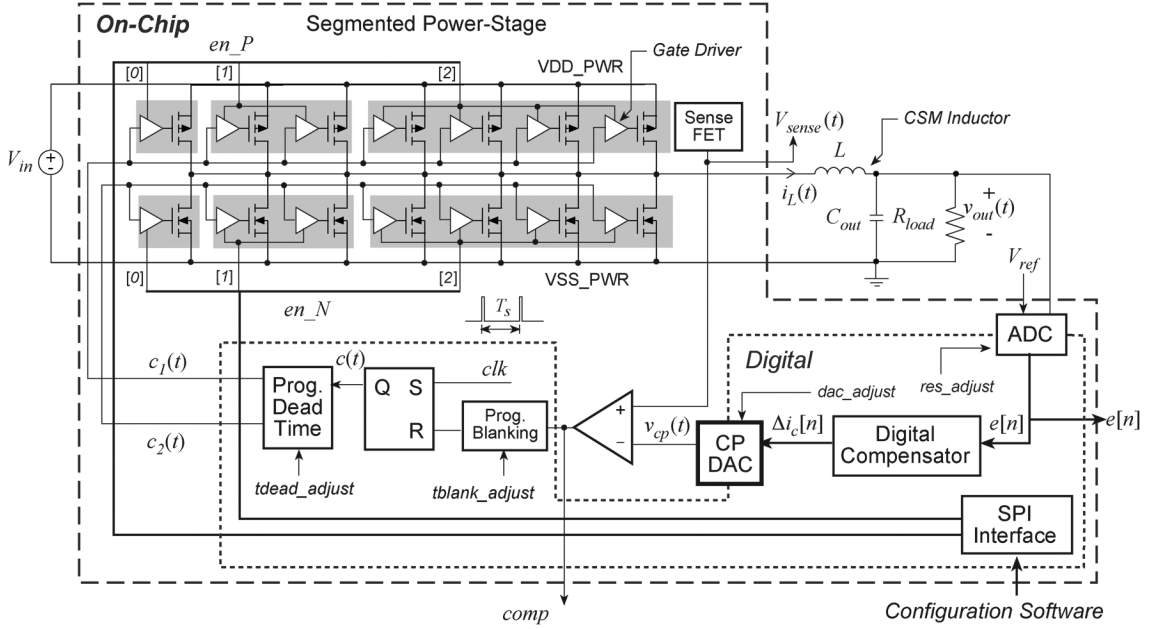 On-Chip
Segmented Power-Stage
en_P
Gate Driver
[0]
[1]
[2]
VDD_PWR
Sense
FET
V_sense(t)
CSM Inductor
V_in
+
-
L
i_L(t)
C_out
R_load
+
v_out(t)
-
[0]
[1]
[2]
VSS_PWR
V_ref
en_N
T_s
ADC
Digital
c_1(t)
c(t)
clk
res_adjust
dac_adjust
Prog.
Dead
Time
Q S
R
Prog.
Blanking
+
−
v_cp(t)
CP
DAC
Δi_c[n]
Digital
Compensator
e[n]
e[n]
c_2(t)
tdead_adjust
tblank_adjust
SPI
Interface
comp
Configuration Software